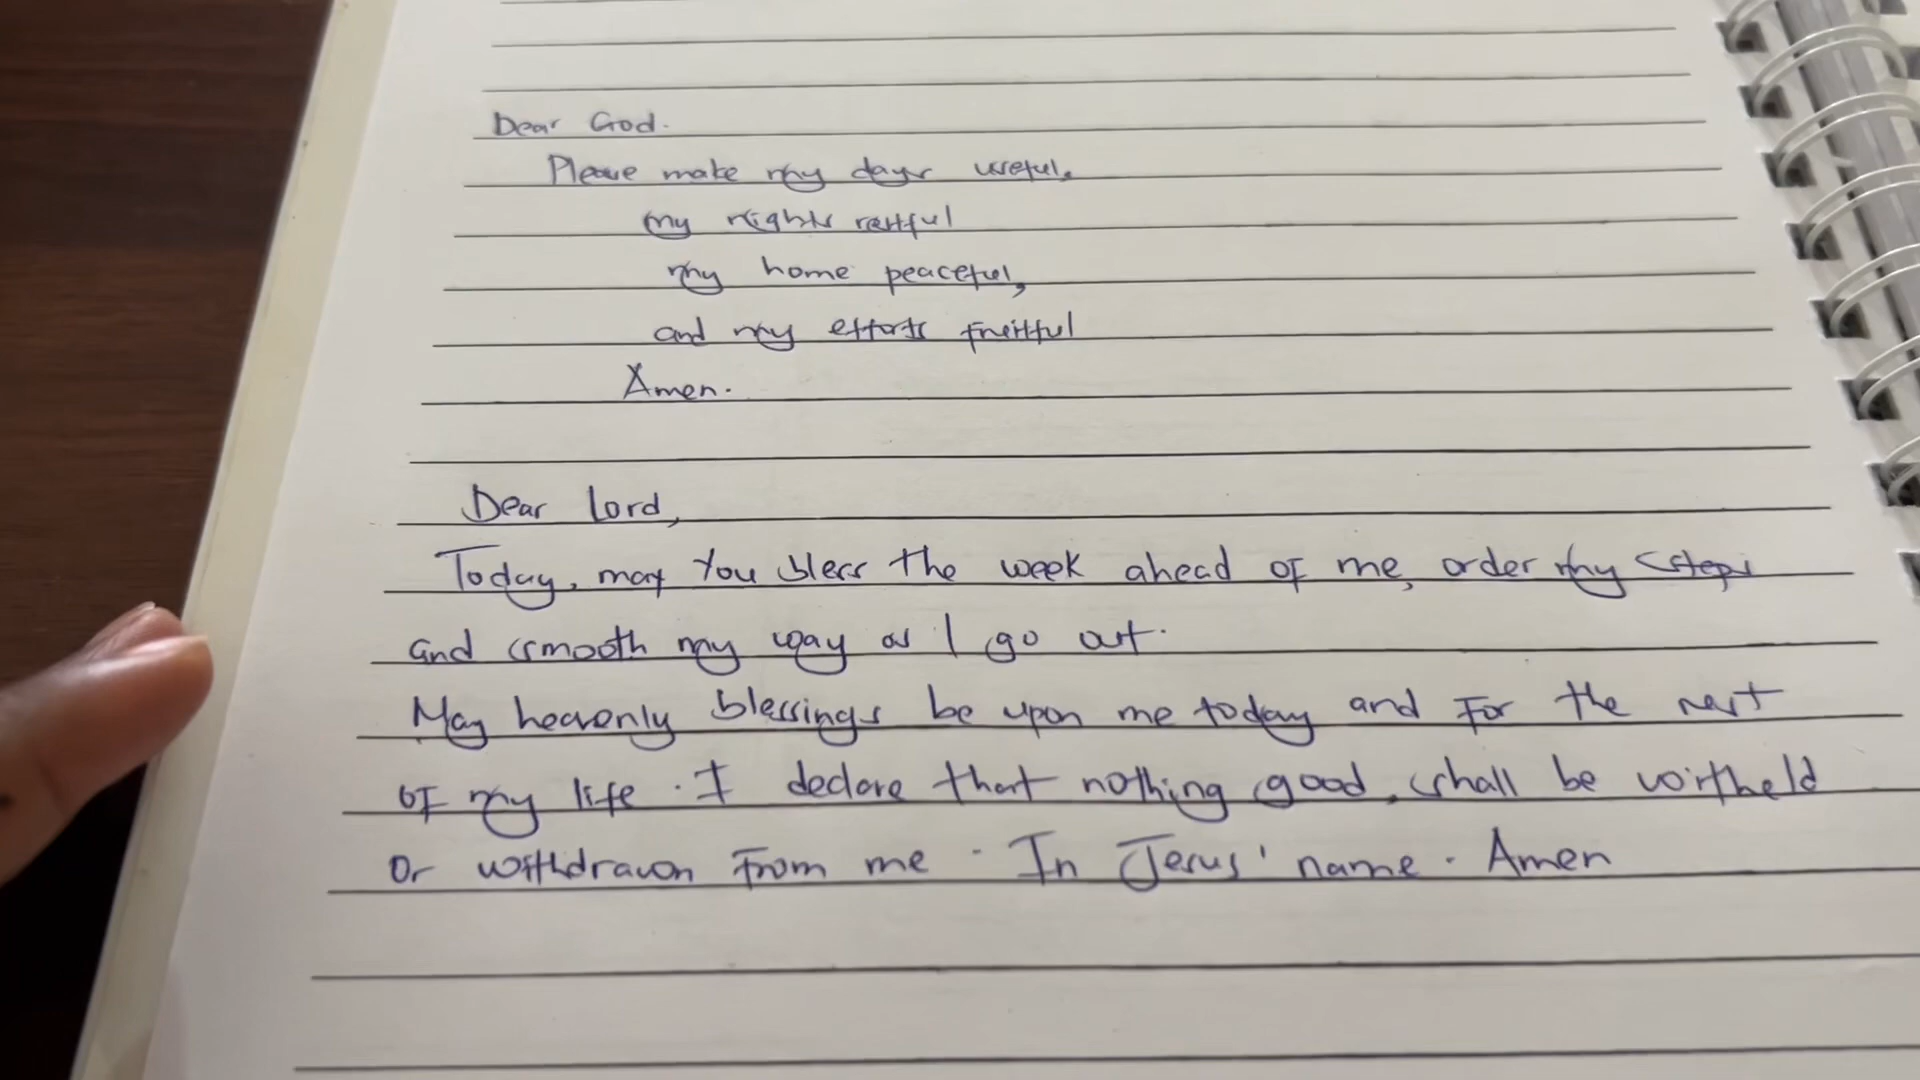 Dear God.
Please make my days useful.
my nights restful
my home peaceful,
and my efforts fruitful
Amen.
Dear Lord,
Today, may You bless the week ahead of me, order my steps
and smooth my way as I go out.
May heavenly blessings be upon me today and for the rest
of my life. I declare that nothing good, shall be withheld
Or withdrawn from me. In Jesus' name. Amen